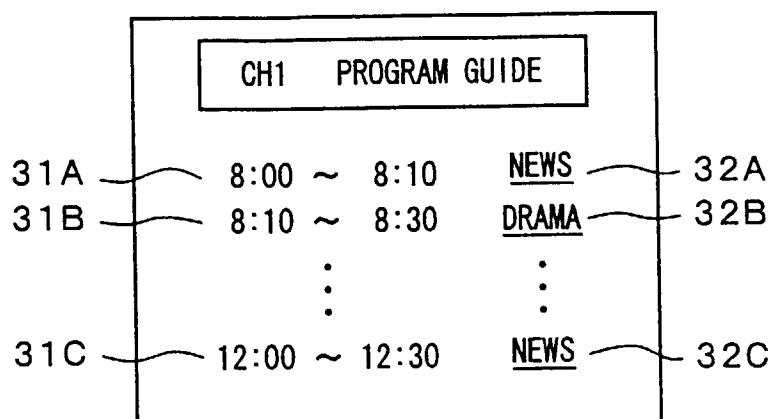 CH1 PROGRAM GUIDE
31A 8:00 ~ 8:10 NEWS 32A
31B 8:10 ~ 8:30 DRAMA 32B
31C 12:00 ~ 12:30 NEWS 32C